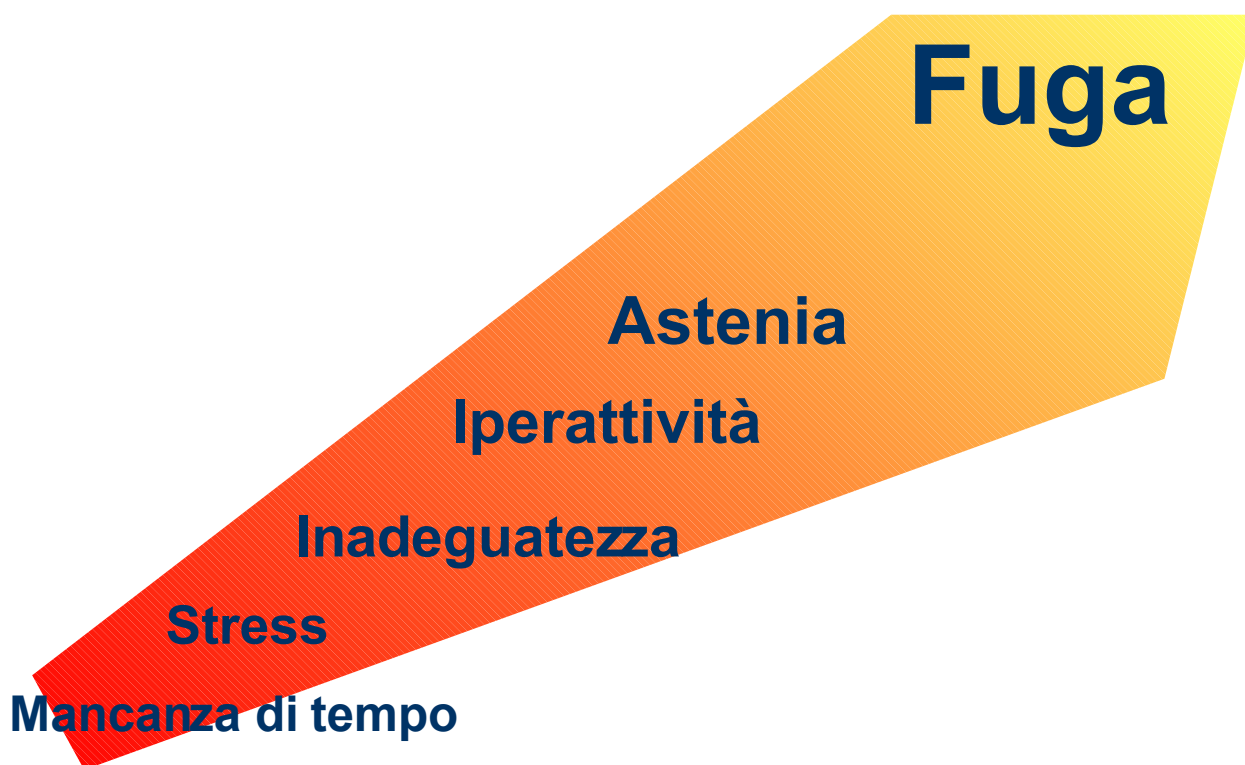 Fuga
Astenia
Iperattività
Inadeguatezza
Stress
Mancanza di tempo